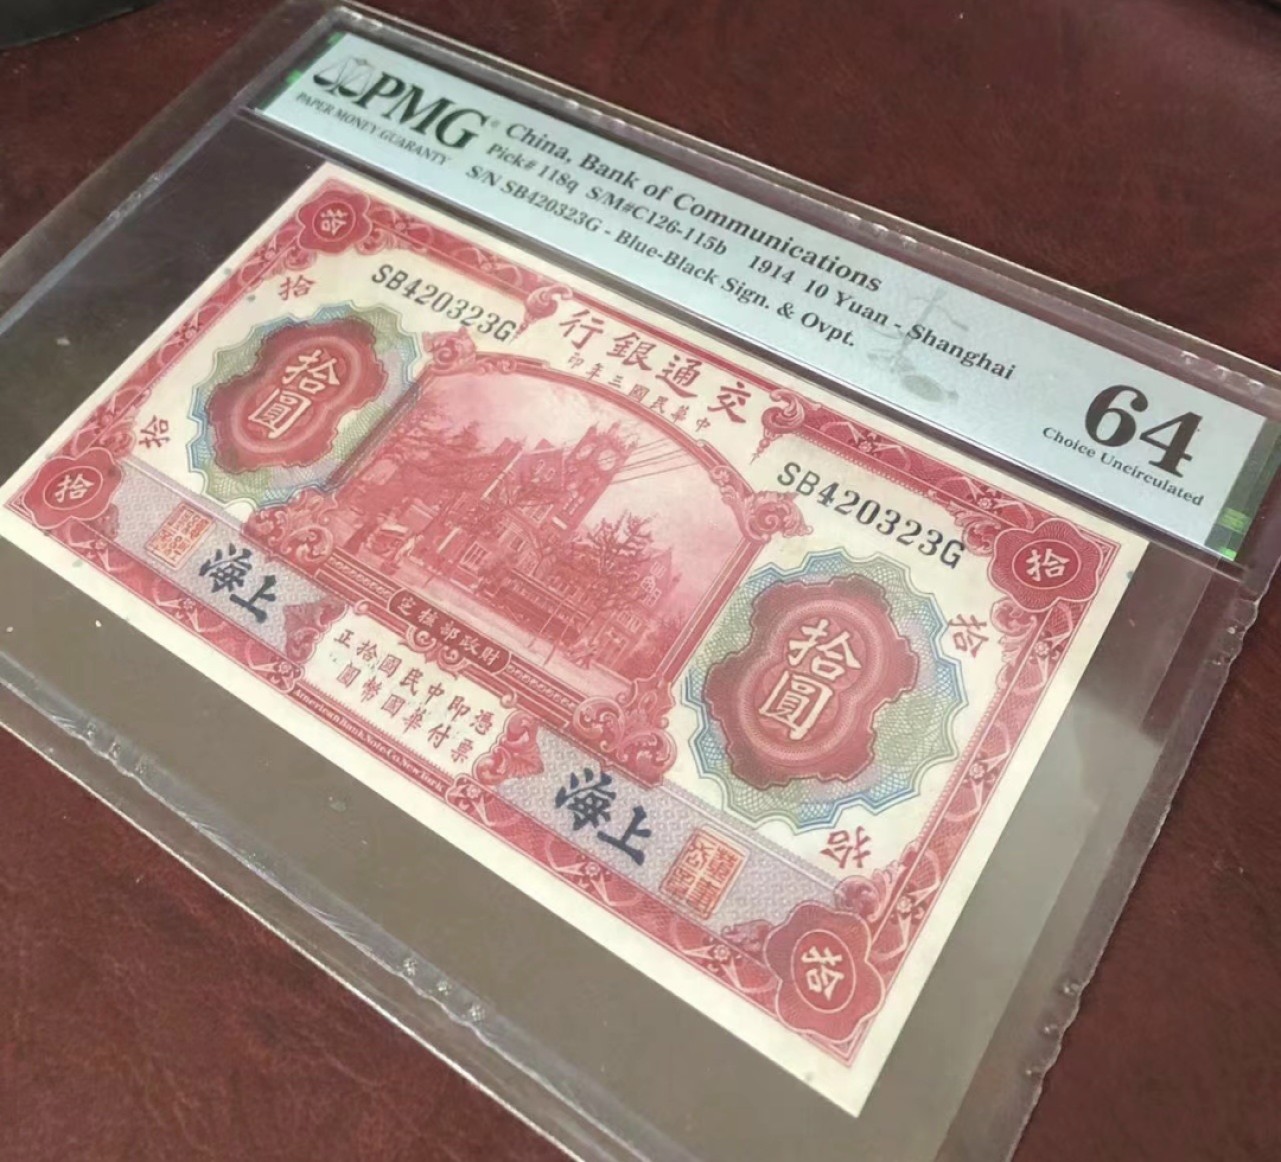 PMG
PAPER MONEY GUARANTY
China, Bank of Communications
Pick# 118q S/M#C126-115b 1914 10 Yuan - Shanghai
S/N SB420323G - Blue-Black Sign. & Ovpt.
64
Choice Uncirculated
拾
拾
SB420323G
行銀通交
印年三國民華中
SB420323G
拾
拾圓
拾
拾
拾
拾圓
海上
定核部政財
憑票
即付
中華
民國
國幣
拾圓
正
American Bank Note Co. New York
海上
拾
拾